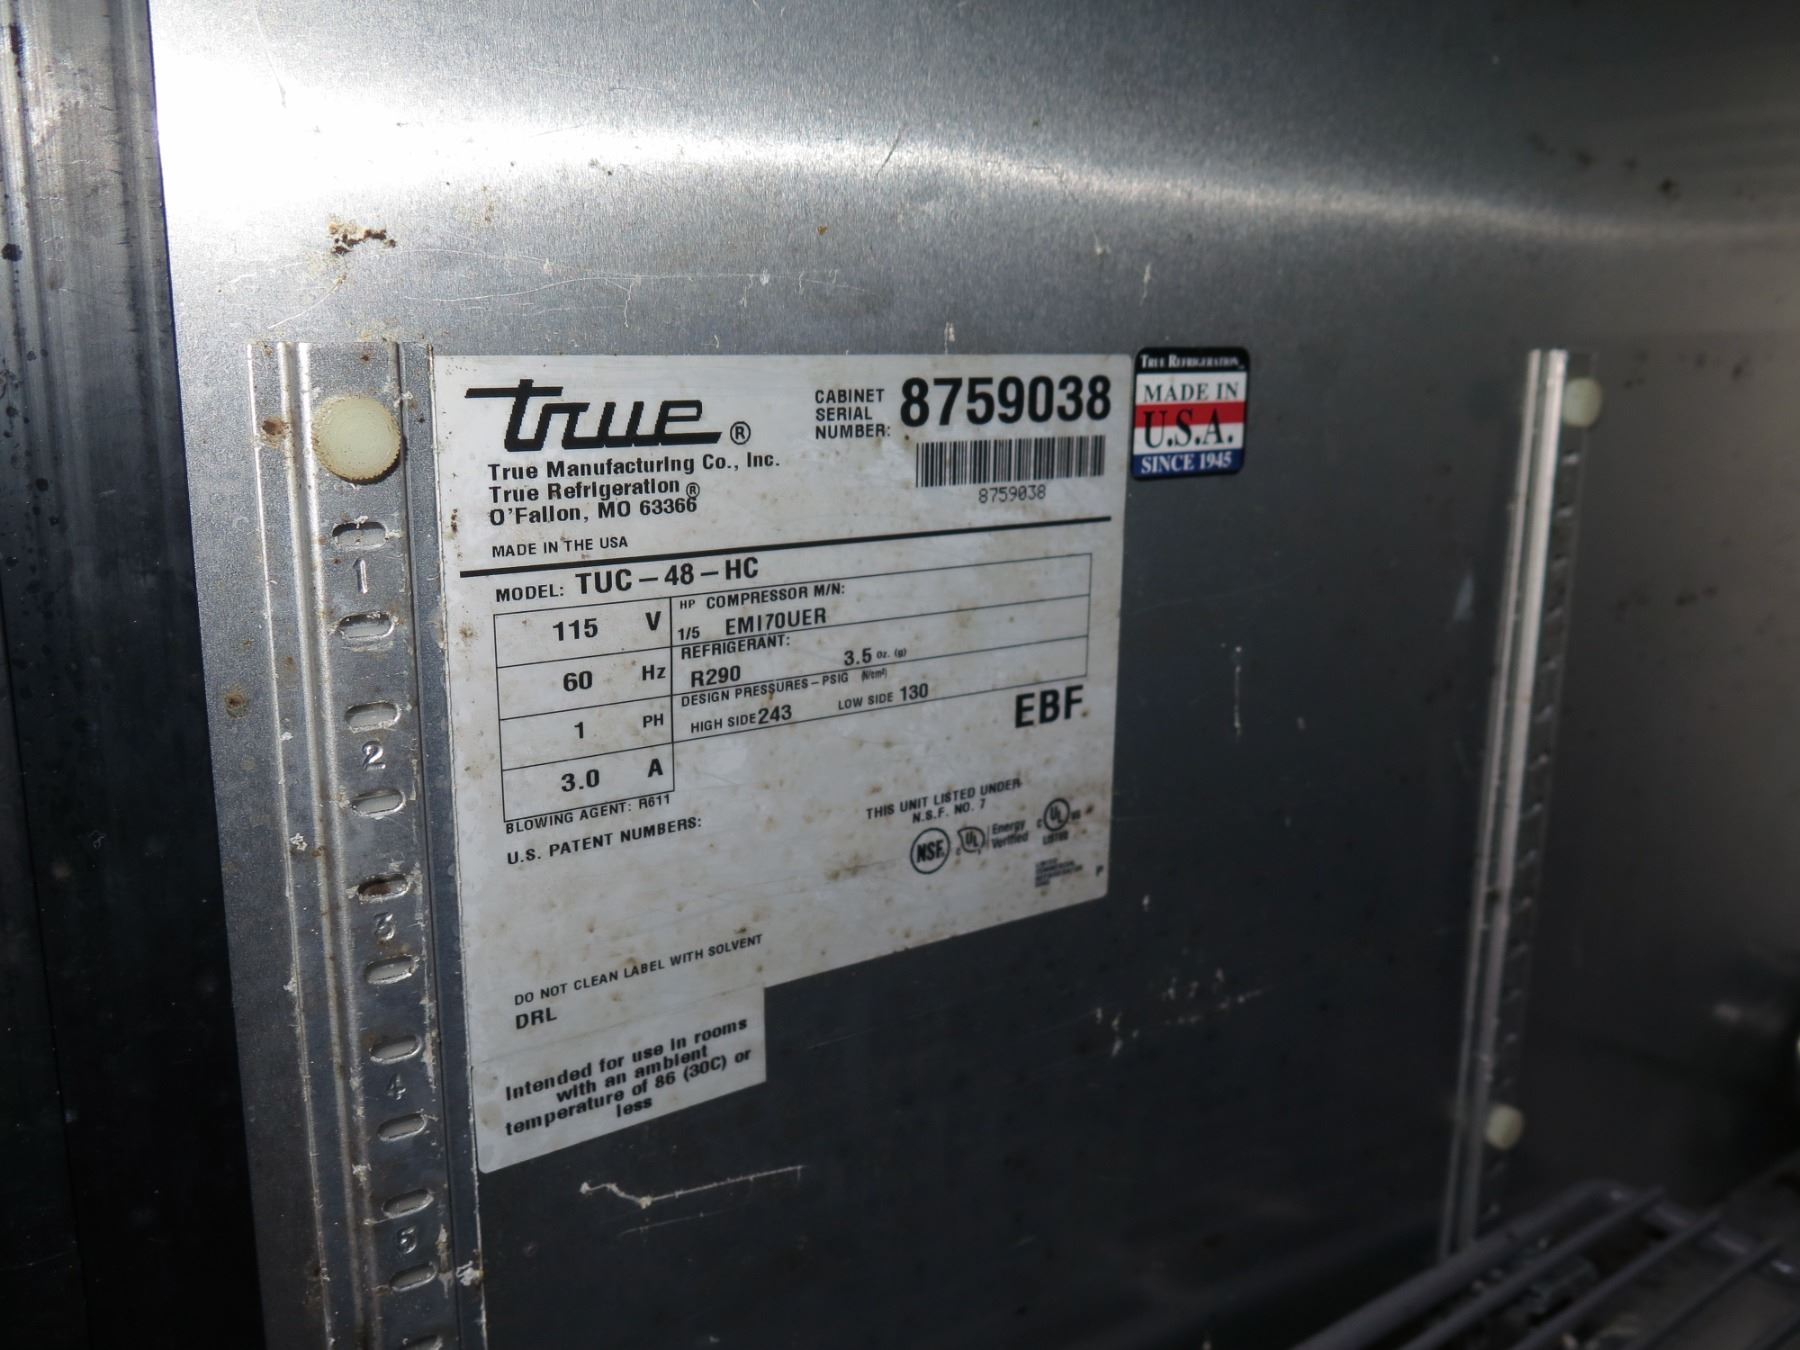 true®
True Manufacturing Co., Inc.
True Refrigeration ®
O'Fallon, MO 63366
MADE IN THE USA
CABINET
SERIAL
NUMBER:
8759038
8759038
TRUE REFRIGERATION
MADE IN
U.S.A.
SINCE 1945
MODEL: TUC-48-HC
115 V
60 Hz
1 PH
3.0 A
HP COMPRESSOR M/N:
1/5 EMI70UER
REFRIGERANT:
R290 3.5 oz. (g)
DESIGN PRESSURES-PSIG (N/cm²)
HIGH SIDE 243 LOW SIDE 130
EBF
BLOWING AGENT: R611
U.S. PATENT NUMBERS:
THIS UNIT LISTED UNDER
N.S.F. NO. 7
NSF
C UL
Energy
Verified
C UL US
LISTED
P
DO NOT CLEAN LABEL WITH SOLVENT
DRL
Intended for use in rooms
with an ambient
temperature of 86 (30C) or
less
1
2
3
4
5